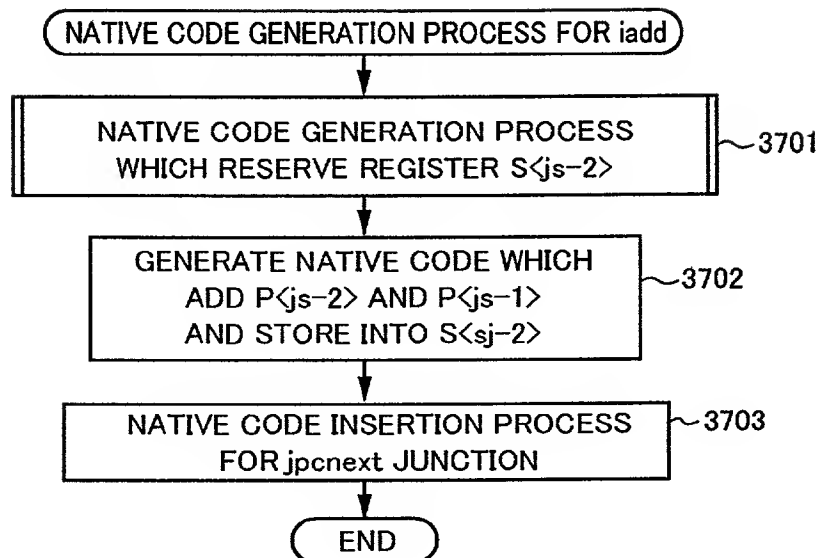 NATIVE CODE GENERATION PROCESS FOR iadd
NATIVE CODE GENERATION PROCESS
WHICH RESERVE REGISTER S<js-2>
3701
GENERATE NATIVE CODE WHICH
ADD P<js-2> AND P<js-1>
AND STORE INTO S<sj-2>
3702
NATIVE CODE INSERTION PROCESS
FOR jpcnext JUNCTION
3703
END